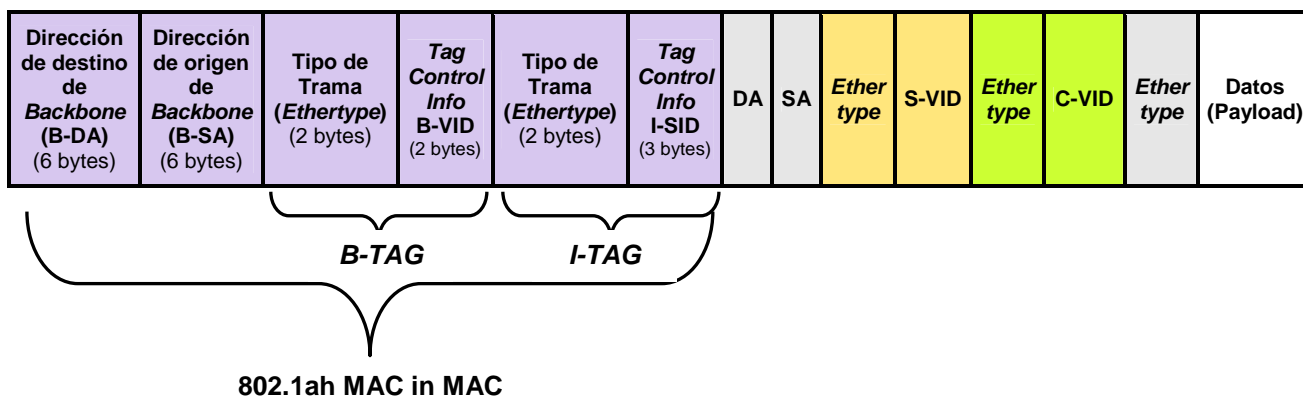 Dirección
de destino
de
Backbone
(B-DA)
(6 bytes)
Dirección
de origen
de
Backbone
(B-SA)
(6 bytes)
Tipo de
Trama
(Ethertype)
(2 bytes)
Tag
Control
Info
B-VID
(2 bytes)
Tipo de
Trama
(Ethertype)
(2 bytes)
Tag
Control
Info
I-SID
(3 bytes)
DA
SA
Ether
type
S-VID
Ether
type
C-VID
Ether
type
Datos
(Payload)
B-TAG
I-TAG
802.1ah MAC in MAC